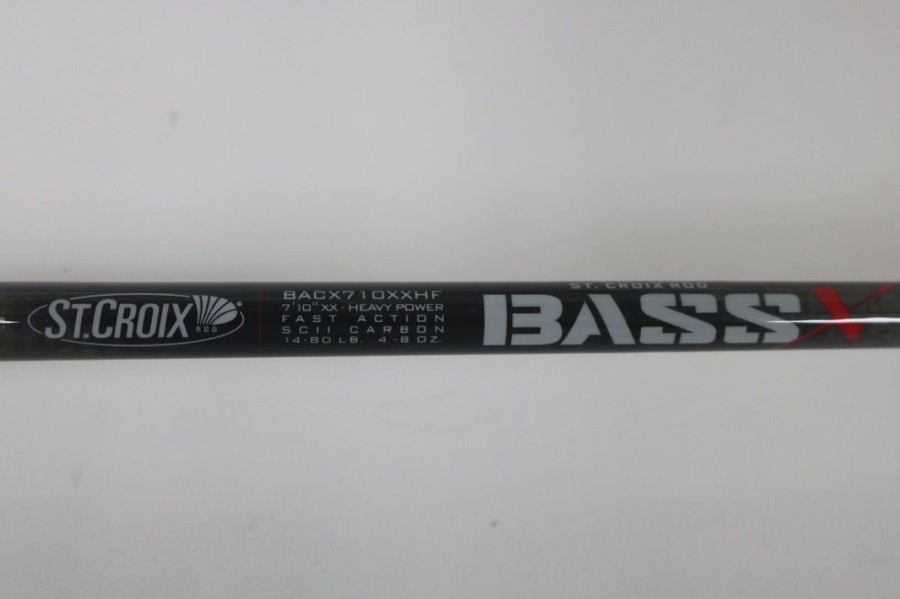 ST.CROIX
ROD
BACX710XXHF
7'10" XX-HEAVY POWER
FAST ACTION
SCII CARBON
14-80 LB. 4-8 OZ.
ST. CROIX ROD
BASS X